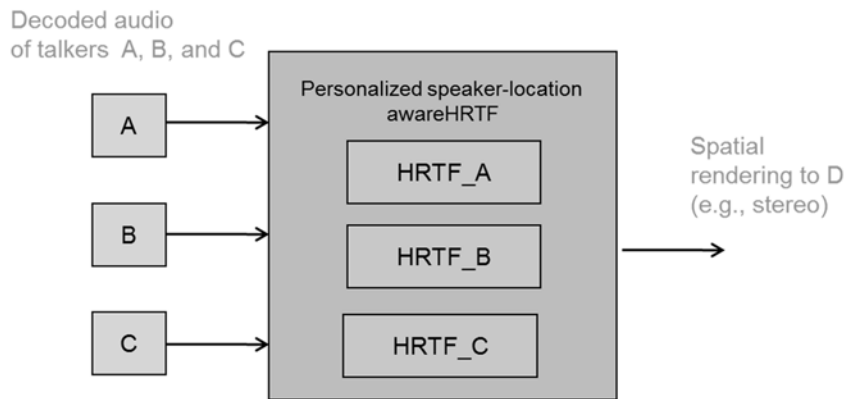 Decoded audio
of talkers A, B, and C
Personalized speaker-location
awareHRTF
A
HRTF_A
B
HRTF_B
C
HRTF_C
Spatial
rendering to D
(e.g., stereo)